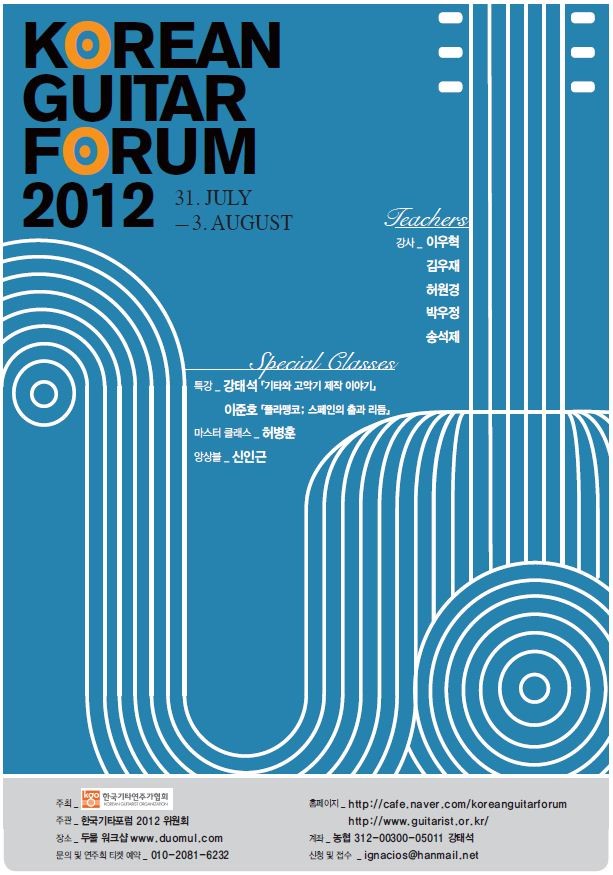 KOREAN
GUITAR
FORUM
2012
31. JULY
– 3. AUGUST
Teachers
강사 _ 이우혁
김우재
허원경
박우정
송석제
Special Classes
특강 _ 강태석 「기타와 고악기 제작 이야기」
이준호 「플라멩코 ; 스페인의 춤과 리듬」
마스터 클래스 _ 허병훈
앙상블 _ 신인근
주최 _ kgo 한국기타연주가협회
KOREAN GUITARIST ORGANIZATION
주관 _ 한국기타포럼 2012 위원회
장소 _ 두물 워크샵 www.duomul.com
문의 및 연주회 티켓 예약 _ 010-2081-6232
홈페이지 _ http://cafe.naver.com/koreanguitarforum
http://www.guitarist.or.kr/
계좌 _ 농협 312-00300-05011 강태석
신청 및 접수 _ ignacios@hanmail.net